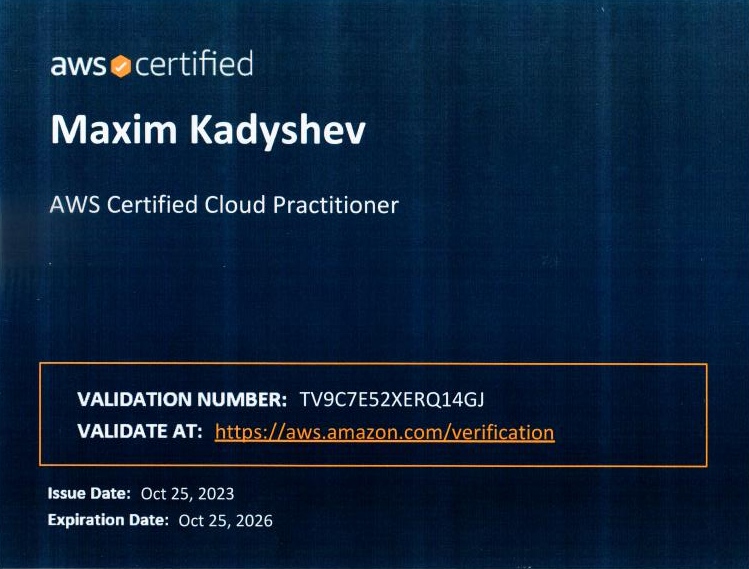 aws certified
Maxim Kadyshev
AWS Certified Cloud Practitioner
VALIDATION NUMBER: TV9C7E52XERQ14GJ
VALIDATE AT: https://aws.amazon.com/verification
Issue Date: Oct 25, 2023
Expiration Date: Oct 25, 2026